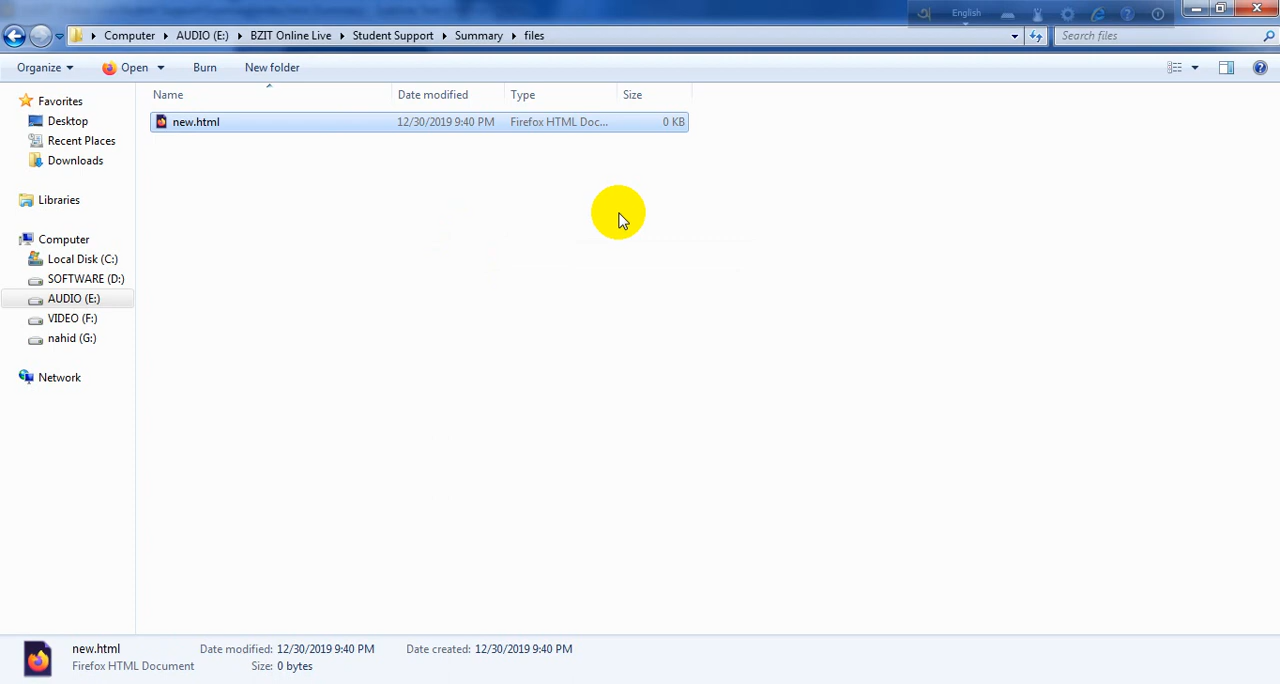 English
Computer AUDIO (E:) BZIT Online Live Student Support Summary files
Search files
Organize Open Burn New folder
Name Date modified Type Size
new.html 12/30/2019 9:40 PM Firefox HTML Doc... 0 KB
Favorites
Desktop
Recent Places
Downloads
Libraries
Computer
Local Disk (C:)
SOFTWARE (D:)
AUDIO (E:)
VIDEO (F:)
nahid (G:)
Network
new.html Date modified: 12/30/2019 9:40 PM Date created: 12/30/2019 9:40 PM
Firefox HTML Document Size: 0 bytes